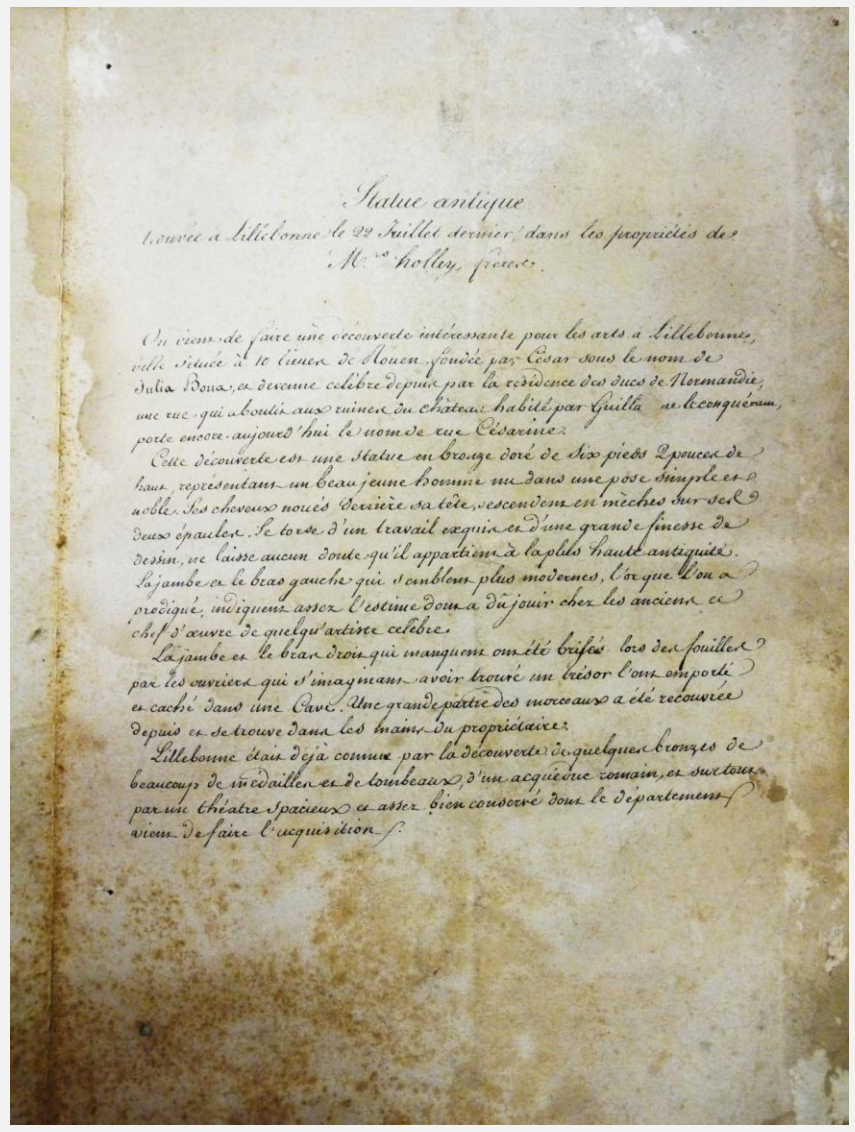 Statue antique
trouvée à Lillebonne le 22 Juillet dernier, dans les propriétés de
M.rs holley, frères.
On vient de faire une découverte intéressante pour les arts à Lillebonne,
ville située à 10 lieues de Rouen, fondée par César sous le nom de
Julia Bona, et devenue célèbre depuis par la résidence des ducs de Normandie,
une rue qui aboutit aux ruines du château habité par Guilla me le conquérant,
porte encore aujourd'hui le nom de rue Césarine.
Cette découverte est une statue en bronze doré de six pieds 2 pouces de
haut, représentant un beau jeune homme nu dans une pose simple et
noble. Ses cheveux noués derrière sa tête, descendent en mèches sur ses
deux épaules. Le torse d'un travail exquis et d'une grande finesse de
dessin, ne laisse aucun doute qu'il appartient à la plus haute antiquité.
La jambe et le bras gauche qui semblent plus modernes, l'or que l'on a
prodigué, indiquent assez l'estime dont a dû jouir chez les anciens ce
chef d'œuvre de quelqu'artiste célèbre.
La jambe et le bras droit qui manquent ont été brisés lors des fouilles
par les ouvriers qui s'imaginant avoir trouvé un trésor l'ont emporté
et caché dans une Cave. Une grande partie des morceaux a été recouvrée
depuis et se trouve dans les mains du propriétaire.
Lillebonne était déjà connue par la découverte de quelques bronzes de
beaucoup de médailles et de tombeaux, d'un acquéduc romain, et surtout
par un théatre spacieux et assez bien conservé dont le département
vient de faire l'acquisition.